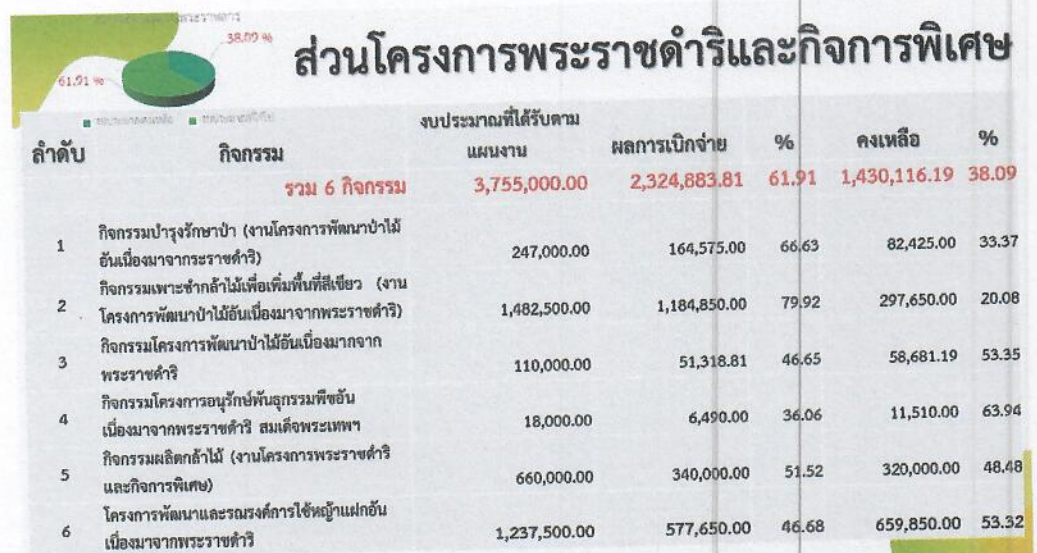 38.09 %
61.91 %
ส่วนโครงการพระราชดำริและกิจการพิเศษ
ลำดับ กิจกรรม งบประมาณที่ได้รับตาม ผลการเบิกจ่าย % คงเหลือ %
แผนงาน
รวม 6 กิจกรรม 3,755,000.00 2,324,883.81 61.91 1,430,116.19 38.09
1 กิจกรรมบำรุงรักษาป่า (งานโครงการพัฒนาป่าไม้
อันเนื่องมาจากระราชดำริ) 247,000.00 164,575.00 66.63 82,425.00 33.37
2 กิจกรรมเพาะชำกล้าไม้เพื่อเพิ่มพื้นที่สีเขียว (งาน
โครงการพัฒนาป่าไม้อันเนื่องมาจากพระราชดำริ) 1,482,500.00 1,184,850.00 79.92 297,650.00 20.08
3 กิจกรรมโครงการพัฒนาป่าไม้อันเนื่องมากจาก
พระราชดำริ 110,000.00 51,318.81 46.65 58,681.19 53.35
4 กิจกรรมโครงการอนุรักษ์พันธุกรรมพืชอัน
เนื่องมาจากพระราชดำริ สมเด็จพระเทพฯ 18,000.00 6,490.00 36.06 11,510.00 63.94
5 กิจกรรมผลิตกล้าไม้ (งานโครงการพระราชดำริ
และกิจการพิเศษ) 660,000.00 340,000.00 51.52 320,000.00 48.48
6 โครงการพัฒนาและรณรงค์การใช้หญ้าแฝกอัน
เนื่องมาจากพระราชดำริ 1,237,500.00 577,650.00 46.68 659,850.00 53.32